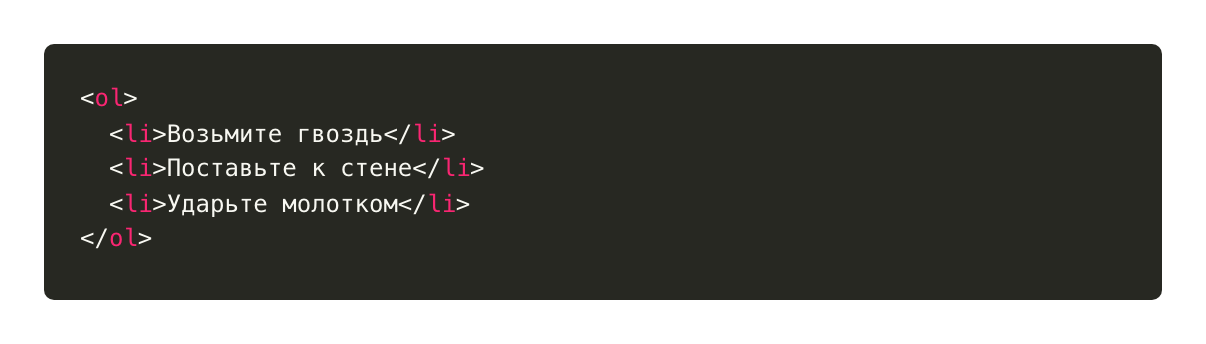 <ol>
  <li>Возьмите гвоздь</li>
  <li>Поставьте к стене</li>
  <li>Ударьте молотком</li>
</ol>